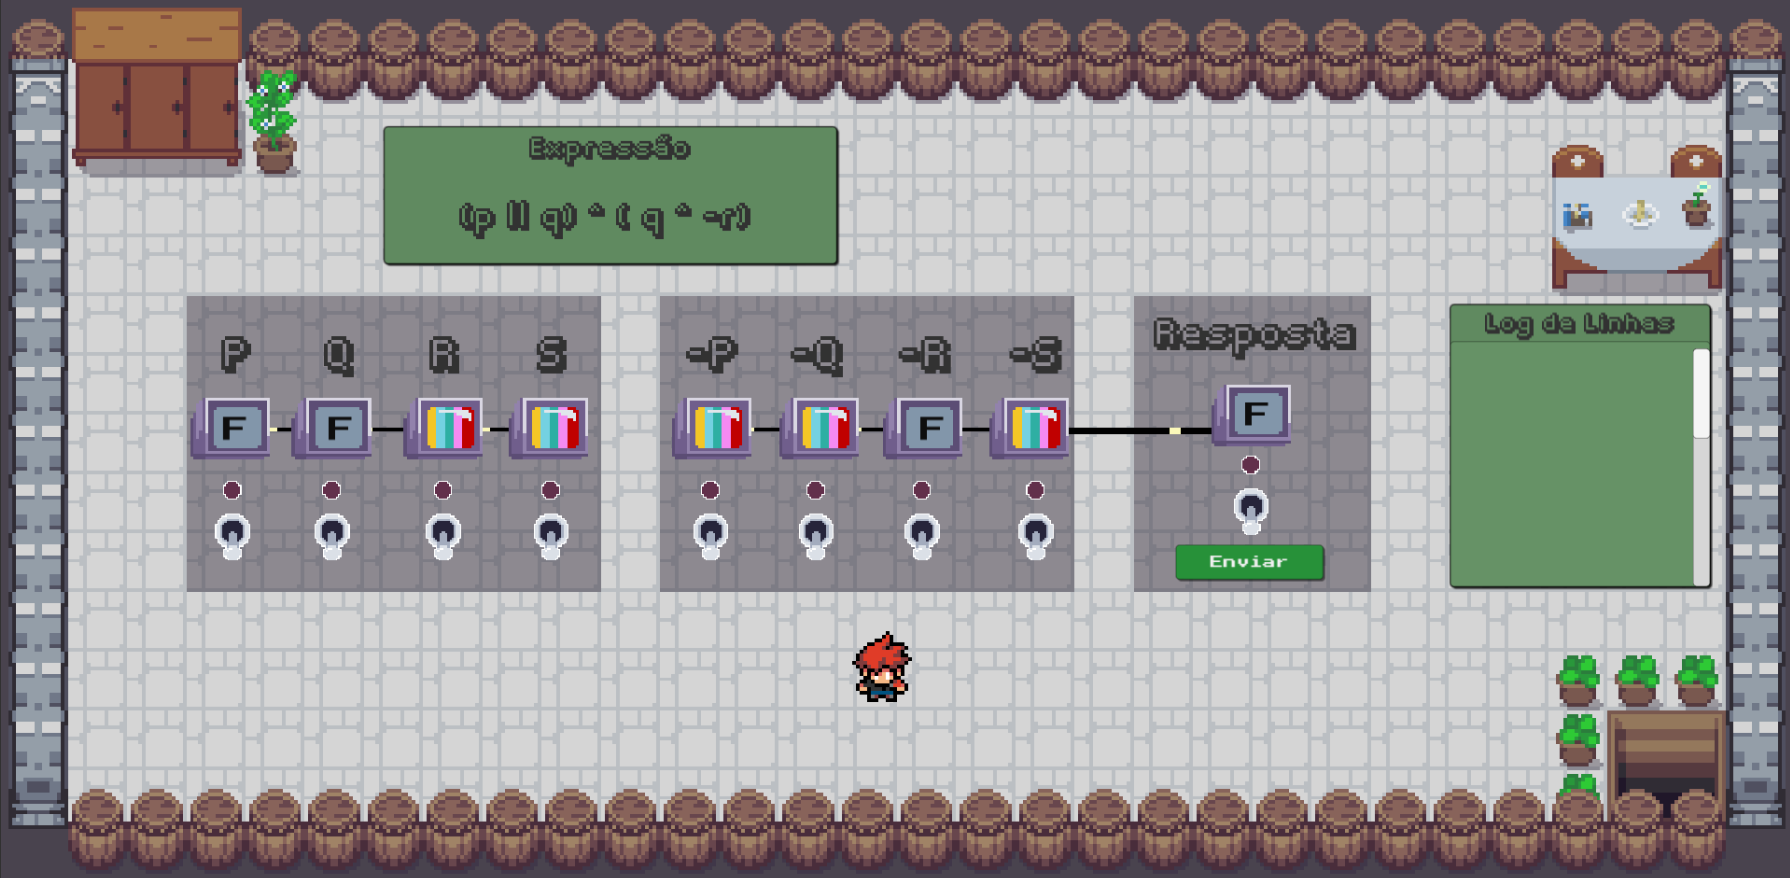 Expressão
(p || q) ^ ( q ^ -r)
P Q R S
-P -Q -R -S
Resposta
Log de Linhas
F F
F
F
Enviar